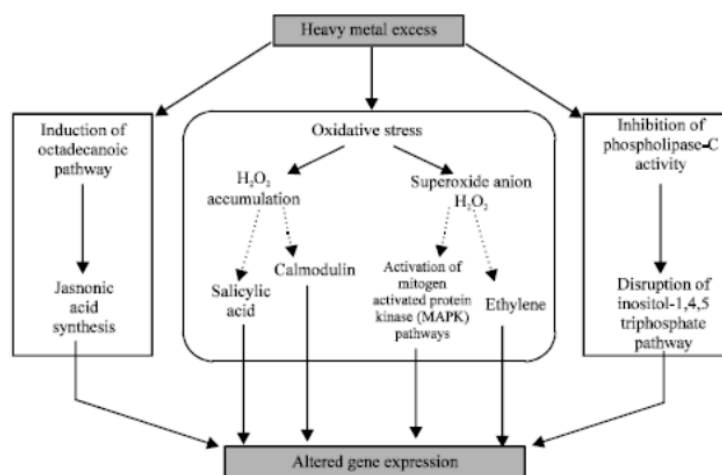 Heavy metal excess
Induction of
octadecanoic
pathway
Jasnonic
acid
synthesis
Oxidative stress
H₂O₂
accumulation
Superoxide anion
H₂O₂
Salicylic
acid
Calmodulin
Activation of
mitogen
activated protein
kinase (MAPK)
pathways
Ethylene
Inhibition of
phospholipase-C
activity
Disruption of
inositol-1,4,5
triphosphate
pathway
Altered gene expression